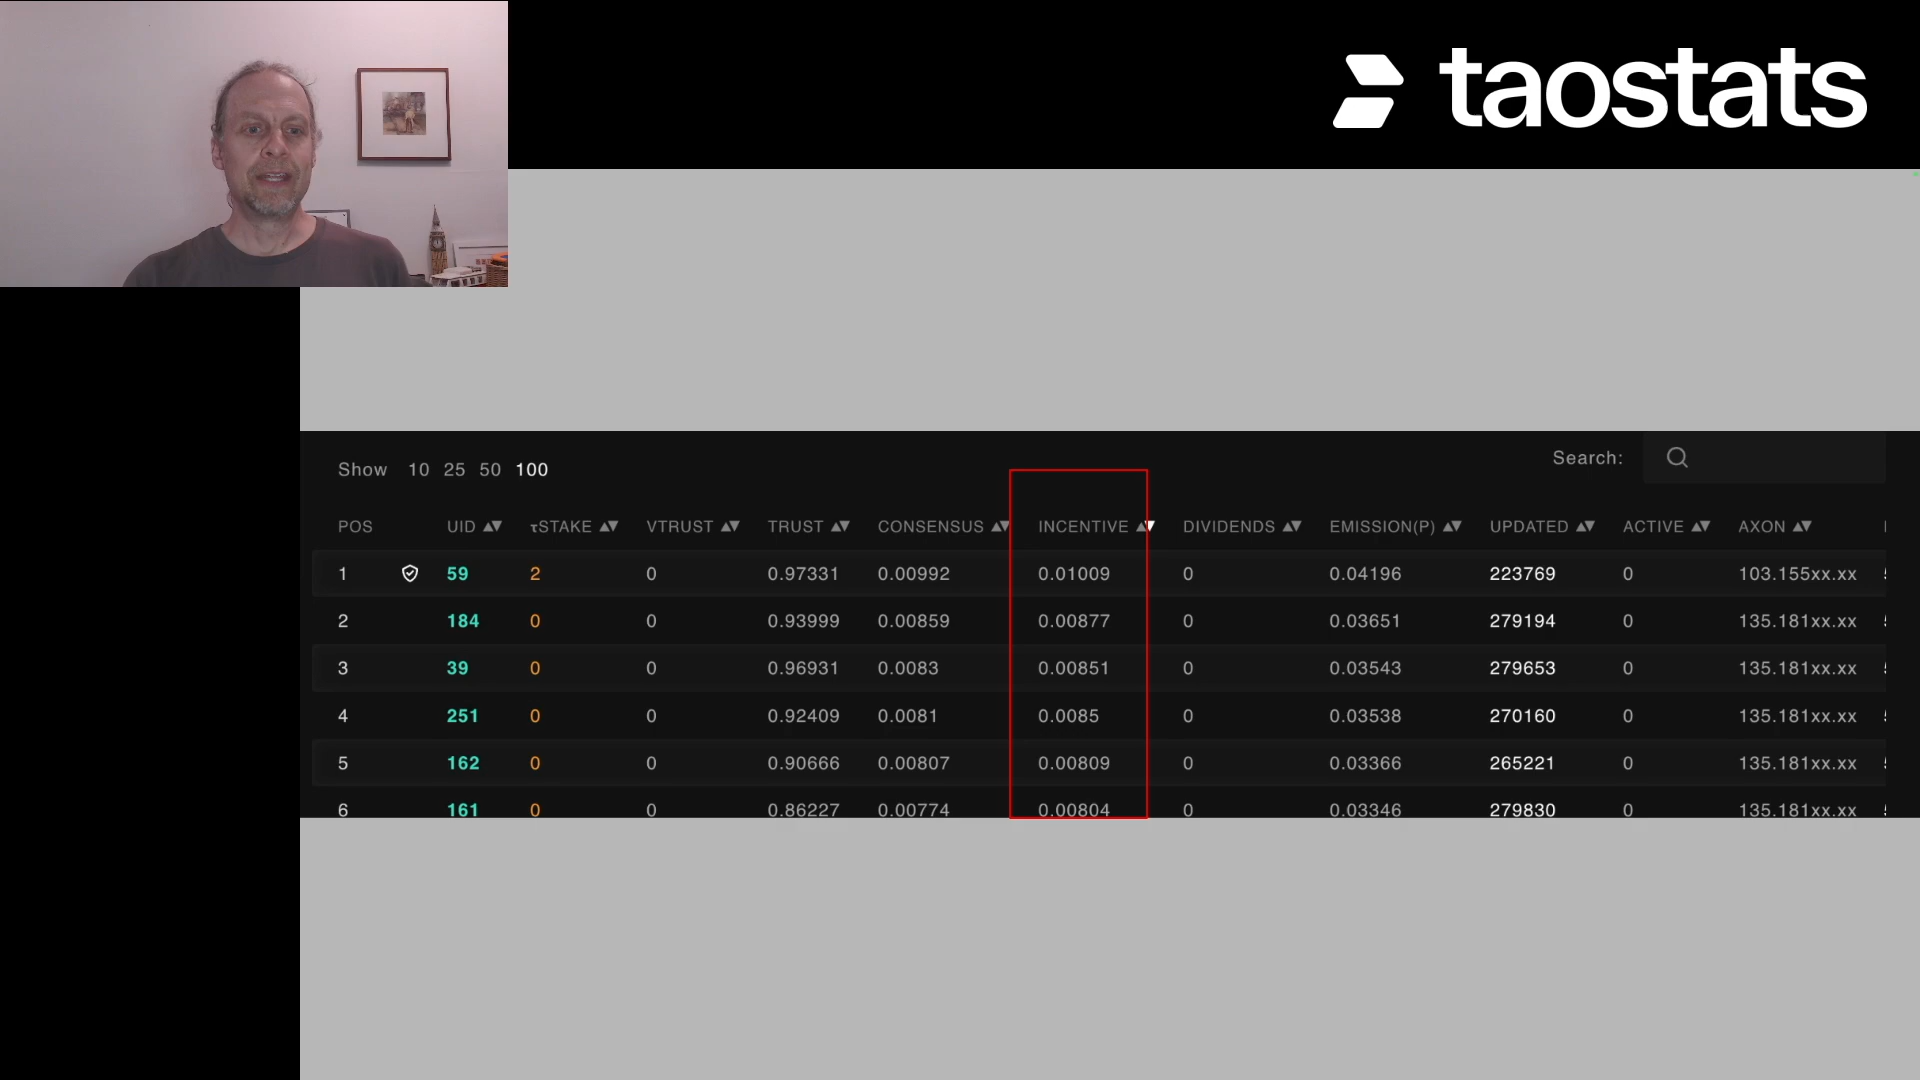 taostats
Show 10 25 50 100 Search:
POS UID τSTAKE VTRUST TRUST CONSENSUS INCENTIVE DIVIDENDS EMISSION(P) UPDATED ACTIVE AXON
1 59 2 0 0.97331 0.00992 0.01009 0 0.04196 223769 0 103.155xx.xx
2 184 0 0 0.93999 0.00859 0.00877 0 0.03651 279194 0 135.181xx.xx
3 39 0 0 0.96931 0.0083 0.00851 0 0.03543 279653 0 135.181xx.xx
4 251 0 0 0.92409 0.0081 0.0085 0 0.03538 270160 0 135.181xx.xx
5 162 0 0 0.90666 0.00807 0.00809 0 0.03366 265221 0 135.181xx.xx
6 161 0 0 0.86227 0.00774 0.00804 0 0.03346 279830 0 135.181xx.xx